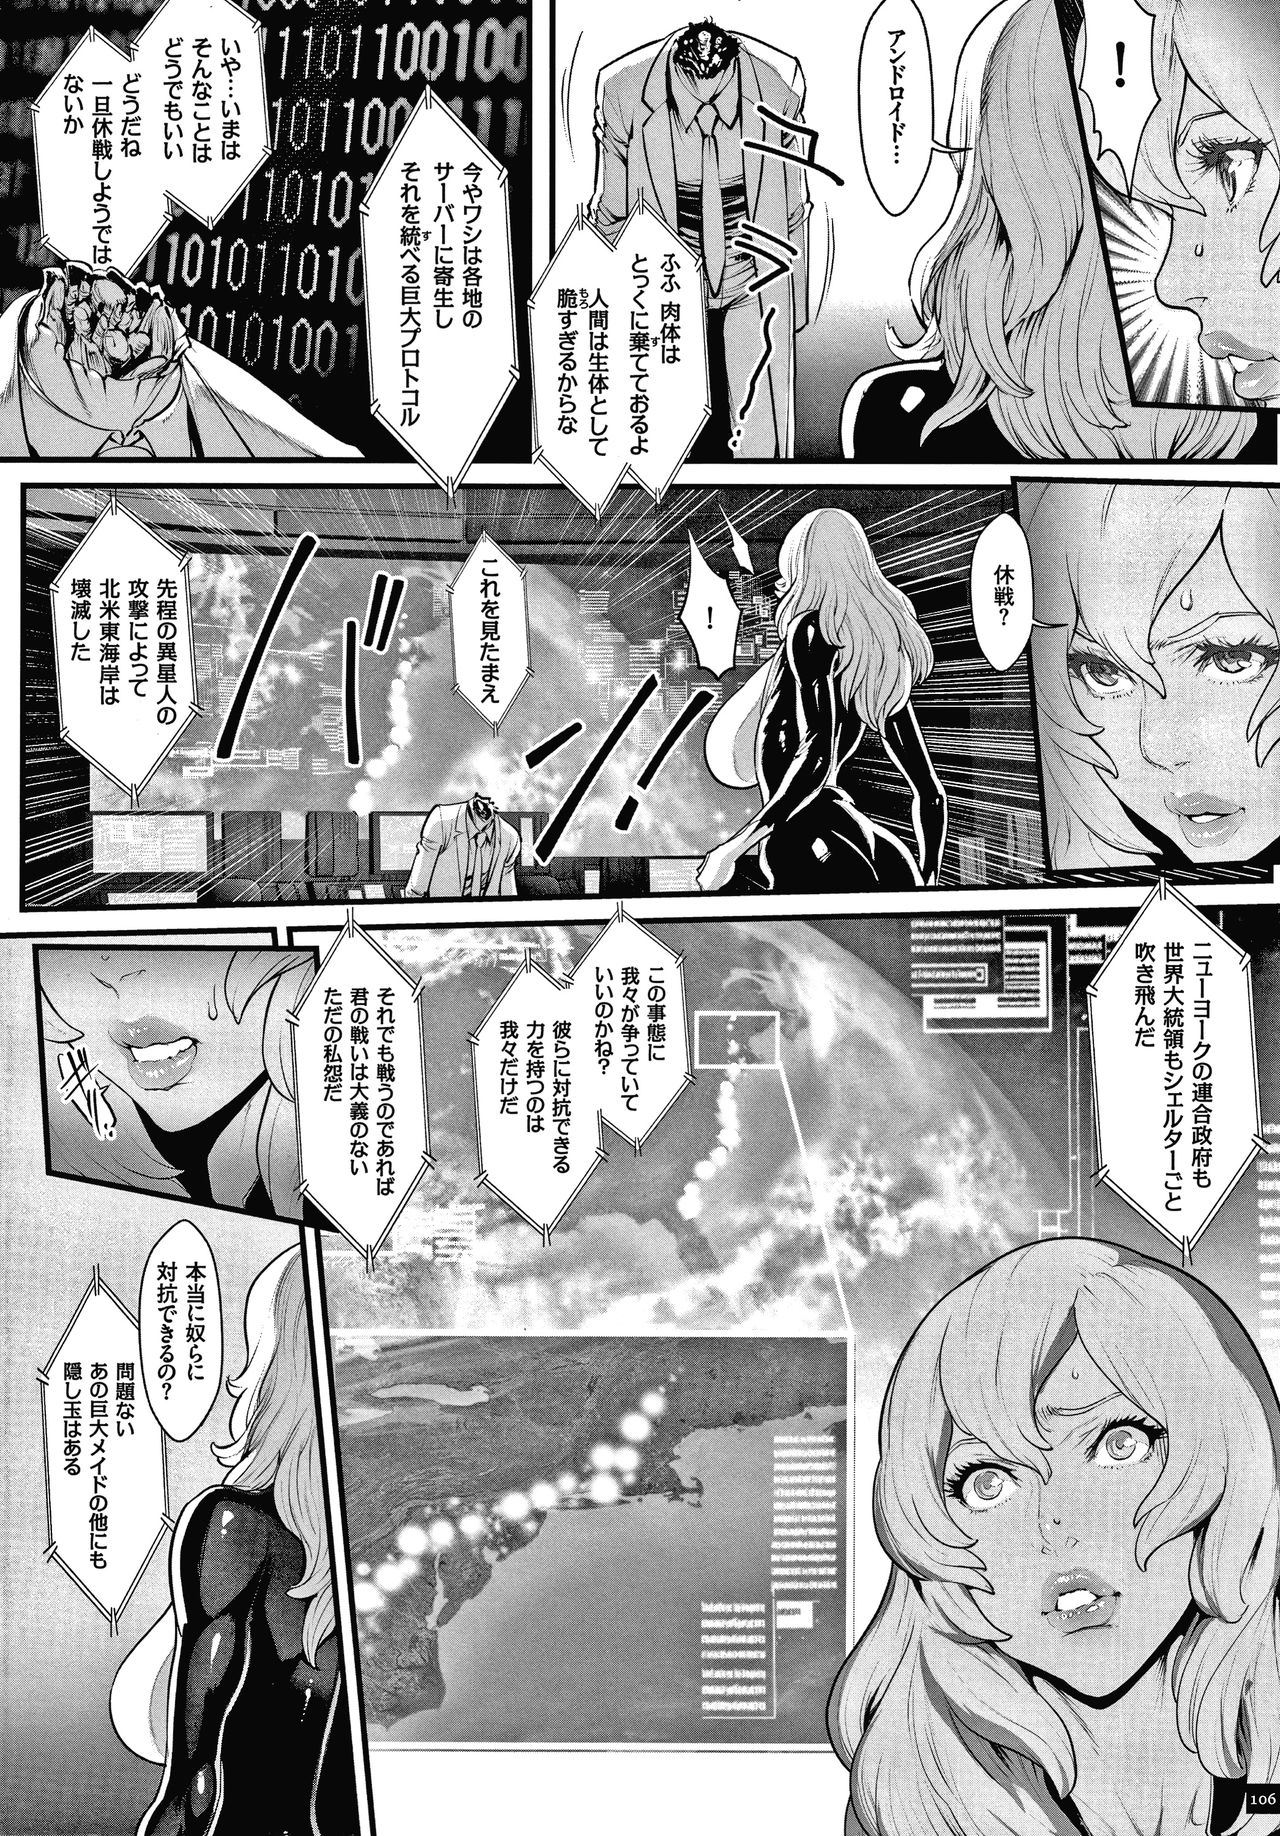 ！
アンドロイド…
ふふ 肉体は
とっくに棄てておるよ
人間は生体として
脆すぎるからな
今やワシは各地の
サーバーに寄生し
それを統べる巨大プロトコル
いや…いまは
そんなことは
どうでもいい
どうだね
一旦休戦しようでは
ないか
休戦？
！
これを見たまえ
先程の異星人の
攻撃によって
北米東海岸は
壊滅した
ニューヨークの連合政府も
世界大統領もシェルターごと
吹き飛んだ
この事態に
我々が争っていて
いいのかね？
彼らに対抗できる
力を持つのは
我々だけだ
それでも戦うのであれば
君の戦いは大義のない
ただの私怨だ
本当に奴らに
対抗できるの？
問題ない
あの巨大メイドの他にも
隠し玉はある
106